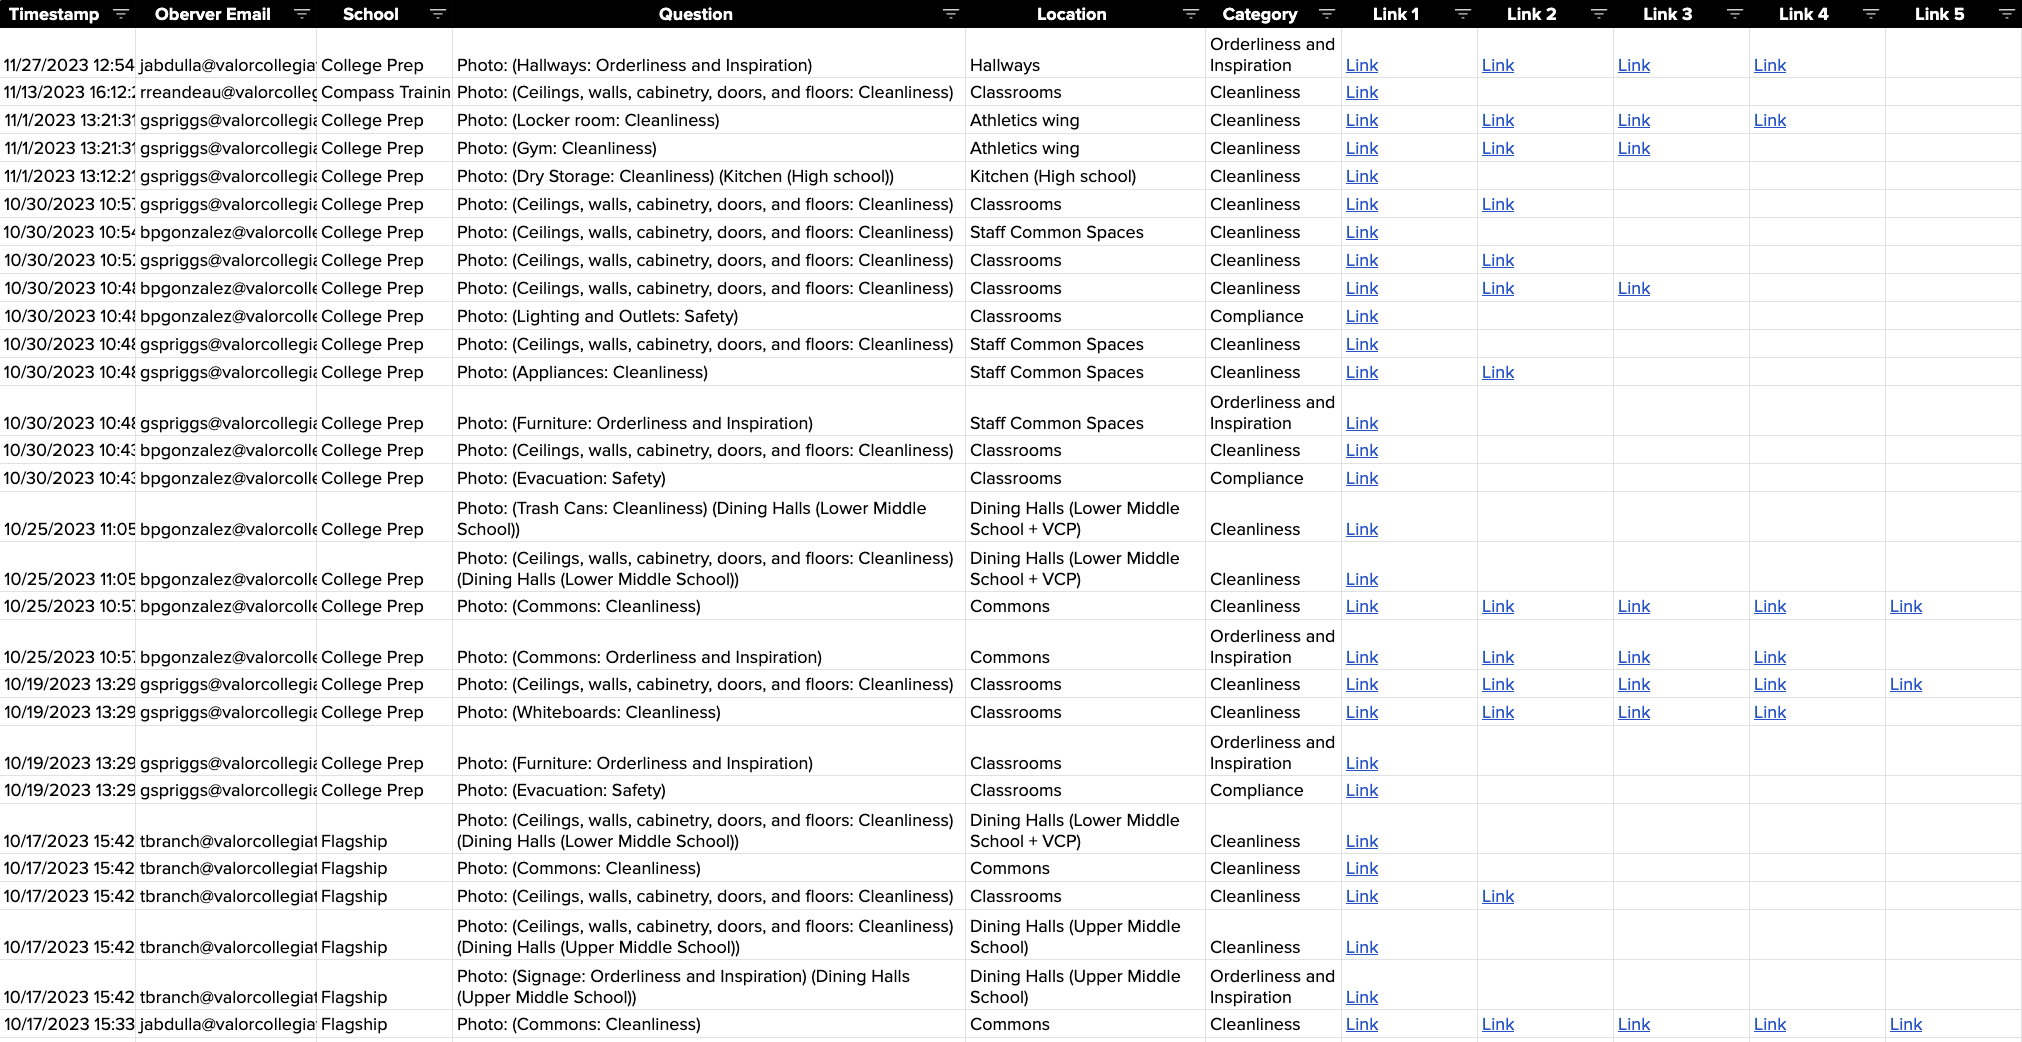 Timestamp Oberver Email School Question Location Category Link 1 Link 2 Link 3 Link 4 Link 5
Orderliness and
11/27/2023 12:54 jabdulla@valorcollegia College Prep Photo: (Hallways: Orderliness and Inspiration) Hallways Inspiration Link Link Link Link
11/13/2023 16:12:2 rreandeau@valorcolleg Compass Trainin Photo: (Ceilings, walls, cabinetry, doors, and floors: Cleanliness) Classrooms Cleanliness Link
11/1/2023 13:21:31 gspriggs@valorcollegia College Prep Photo: (Locker room: Cleanliness) Athletics wing Cleanliness Link Link Link Link
11/1/2023 13:21:31 gspriggs@valorcollegia College Prep Photo: (Gym: Cleanliness) Athletics wing Cleanliness Link Link Link
11/1/2023 13:12:21 gspriggs@valorcollegia College Prep Photo: (Dry Storage: Cleanliness) (Kitchen (High school)) Kitchen (High school) Cleanliness Link
10/30/2023 10:57 gspriggs@valorcollegia College Prep Photo: (Ceilings, walls, cabinetry, doors, and floors: Cleanliness) Classrooms Cleanliness Link Link
10/30/2023 10:54 bpgonzalez@valorcolle College Prep Photo: (Ceilings, walls, cabinetry, doors, and floors: Cleanliness) Staff Common Spaces Cleanliness Link
10/30/2023 10:52 gspriggs@valorcollegia College Prep Photo: (Ceilings, walls, cabinetry, doors, and floors: Cleanliness) Classrooms Cleanliness Link Link
10/30/2023 10:48 bpgonzalez@valorcolle College Prep Photo: (Ceilings, walls, cabinetry, doors, and floors: Cleanliness) Classrooms Cleanliness Link Link Link
10/30/2023 10:48 bpgonzalez@valorcolle College Prep Photo: (Lighting and Outlets: Safety) Classrooms Compliance Link
10/30/2023 10:48 gspriggs@valorcollegia College Prep Photo: (Ceilings, walls, cabinetry, doors, and floors: Cleanliness) Staff Common Spaces Cleanliness Link
10/30/2023 10:48 gspriggs@valorcollegia College Prep Photo: (Appliances: Cleanliness) Staff Common Spaces Cleanliness Link Link
Orderliness and
10/30/2023 10:48 gspriggs@valorcollegia College Prep Photo: (Furniture: Orderliness and Inspiration) Staff Common Spaces Inspiration Link
10/30/2023 10:43 bpgonzalez@valorcolle College Prep Photo: (Ceilings, walls, cabinetry, doors, and floors: Cleanliness) Classrooms Cleanliness Link
10/30/2023 10:43 bpgonzalez@valorcolle College Prep Photo: (Evacuation: Safety) Classrooms Compliance Link
Photo: (Trash Cans: Cleanliness) (Dining Halls (Lower Middle Dining Halls (Lower Middle
10/25/2023 11:05 bpgonzalez@valorcolle College Prep School)) School + VCP) Cleanliness Link
Photo: (Ceilings, walls, cabinetry, doors, and floors: Cleanliness) Dining Halls (Lower Middle
10/25/2023 11:05 bpgonzalez@valorcolle College Prep (Dining Halls (Lower Middle School)) School + VCP) Cleanliness Link
10/25/2023 10:57 bpgonzalez@valorcolle College Prep Photo: (Commons: Cleanliness) Commons Cleanliness Link Link Link Link Link
Orderliness and
10/25/2023 10:57 bpgonzalez@valorcolle College Prep Photo: (Commons: Orderliness and Inspiration) Commons Inspiration Link Link Link Link
10/19/2023 13:29 gspriggs@valorcollegia College Prep Photo: (Ceilings, walls, cabinetry, doors, and floors: Cleanliness) Classrooms Cleanliness Link Link Link Link Link
10/19/2023 13:29 gspriggs@valorcollegia College Prep Photo: (Whiteboards: Cleanliness) Classrooms Cleanliness Link Link Link Link
Orderliness and
10/19/2023 13:29 gspriggs@valorcollegia College Prep Photo: (Furniture: Orderliness and Inspiration) Classrooms Inspiration Link
10/19/2023 13:29 gspriggs@valorcollegia College Prep Photo: (Evacuation: Safety) Classrooms Compliance Link
Photo: (Ceilings, walls, cabinetry, doors, and floors: Cleanliness) Dining Halls (Lower Middle
10/17/2023 15:42 tbranch@valorcollegiat Flagship (Dining Halls (Lower Middle School)) School + VCP) Cleanliness Link
10/17/2023 15:42 tbranch@valorcollegiat Flagship Photo: (Commons: Cleanliness) Commons Cleanliness Link
10/17/2023 15:42 tbranch@valorcollegiat Flagship Photo: (Ceilings, walls, cabinetry, doors, and floors: Cleanliness) Classrooms Cleanliness Link Link
Photo: (Ceilings, walls, cabinetry, doors, and floors: Cleanliness) Dining Halls (Upper Middle
10/17/2023 15:42 tbranch@valorcollegiat Flagship (Dining Halls (Upper Middle School)) School) Cleanliness Link
Photo: (Signage: Orderliness and Inspiration) (Dining Halls Dining Halls (Upper Middle Orderliness and
10/17/2023 15:42 tbranch@valorcollegiat Flagship (Upper Middle School)) School) Inspiration Link
10/17/2023 15:33 jabdulla@valorcollegia Flagship Photo: (Commons: Cleanliness) Commons Cleanliness Link Link Link Link Link